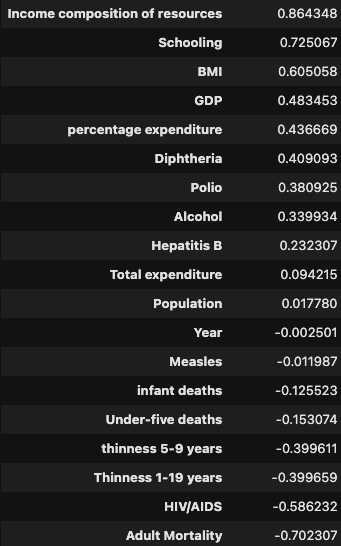 Income composition of resources 0.864348
Schooling 0.725067
BMI 0.605058
GDP 0.483453
percentage expenditure 0.436669
Diphtheria 0.409093
Polio 0.380925
Alcohol 0.339934
Hepatitis B 0.232307
Total expenditure 0.094215
Population 0.017780
Year -0.002501
Measles -0.011987
infant deaths -0.125523
Under-five deaths -0.153074
thinness 5-9 years -0.399611
Thinness 1-19 years -0.399659
HIV/AIDS -0.586232
Adult Mortality -0.702307